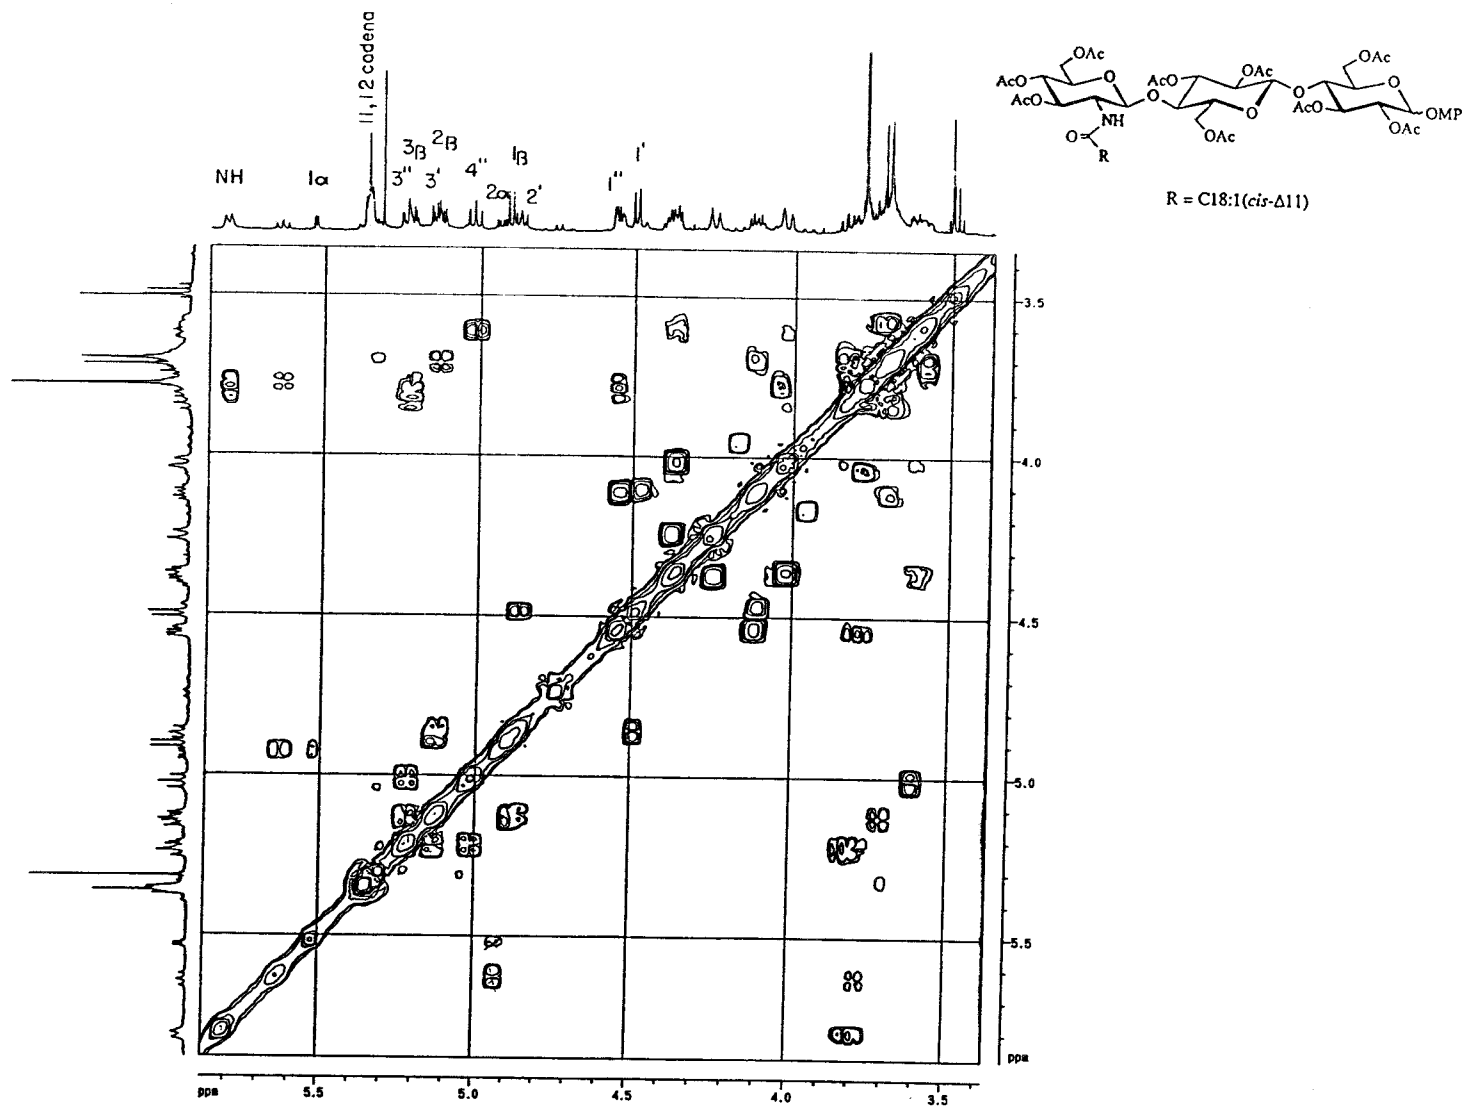 11,12 cadena
NH
1α
3β
3"
2β
3'
4"
2α
1β
2'
1"
1'
OAc
AcO
AcO
O
O
NH
O
R
AcO
OAc
O
OAc
O
OAc
O
AcO
OAc
OMP
R = C18:1(cis-Δ11)
3.5
4.0
4.5
5.0
5.5
ppm
ppm
5.5
5.0
4.5
4.0
3.5